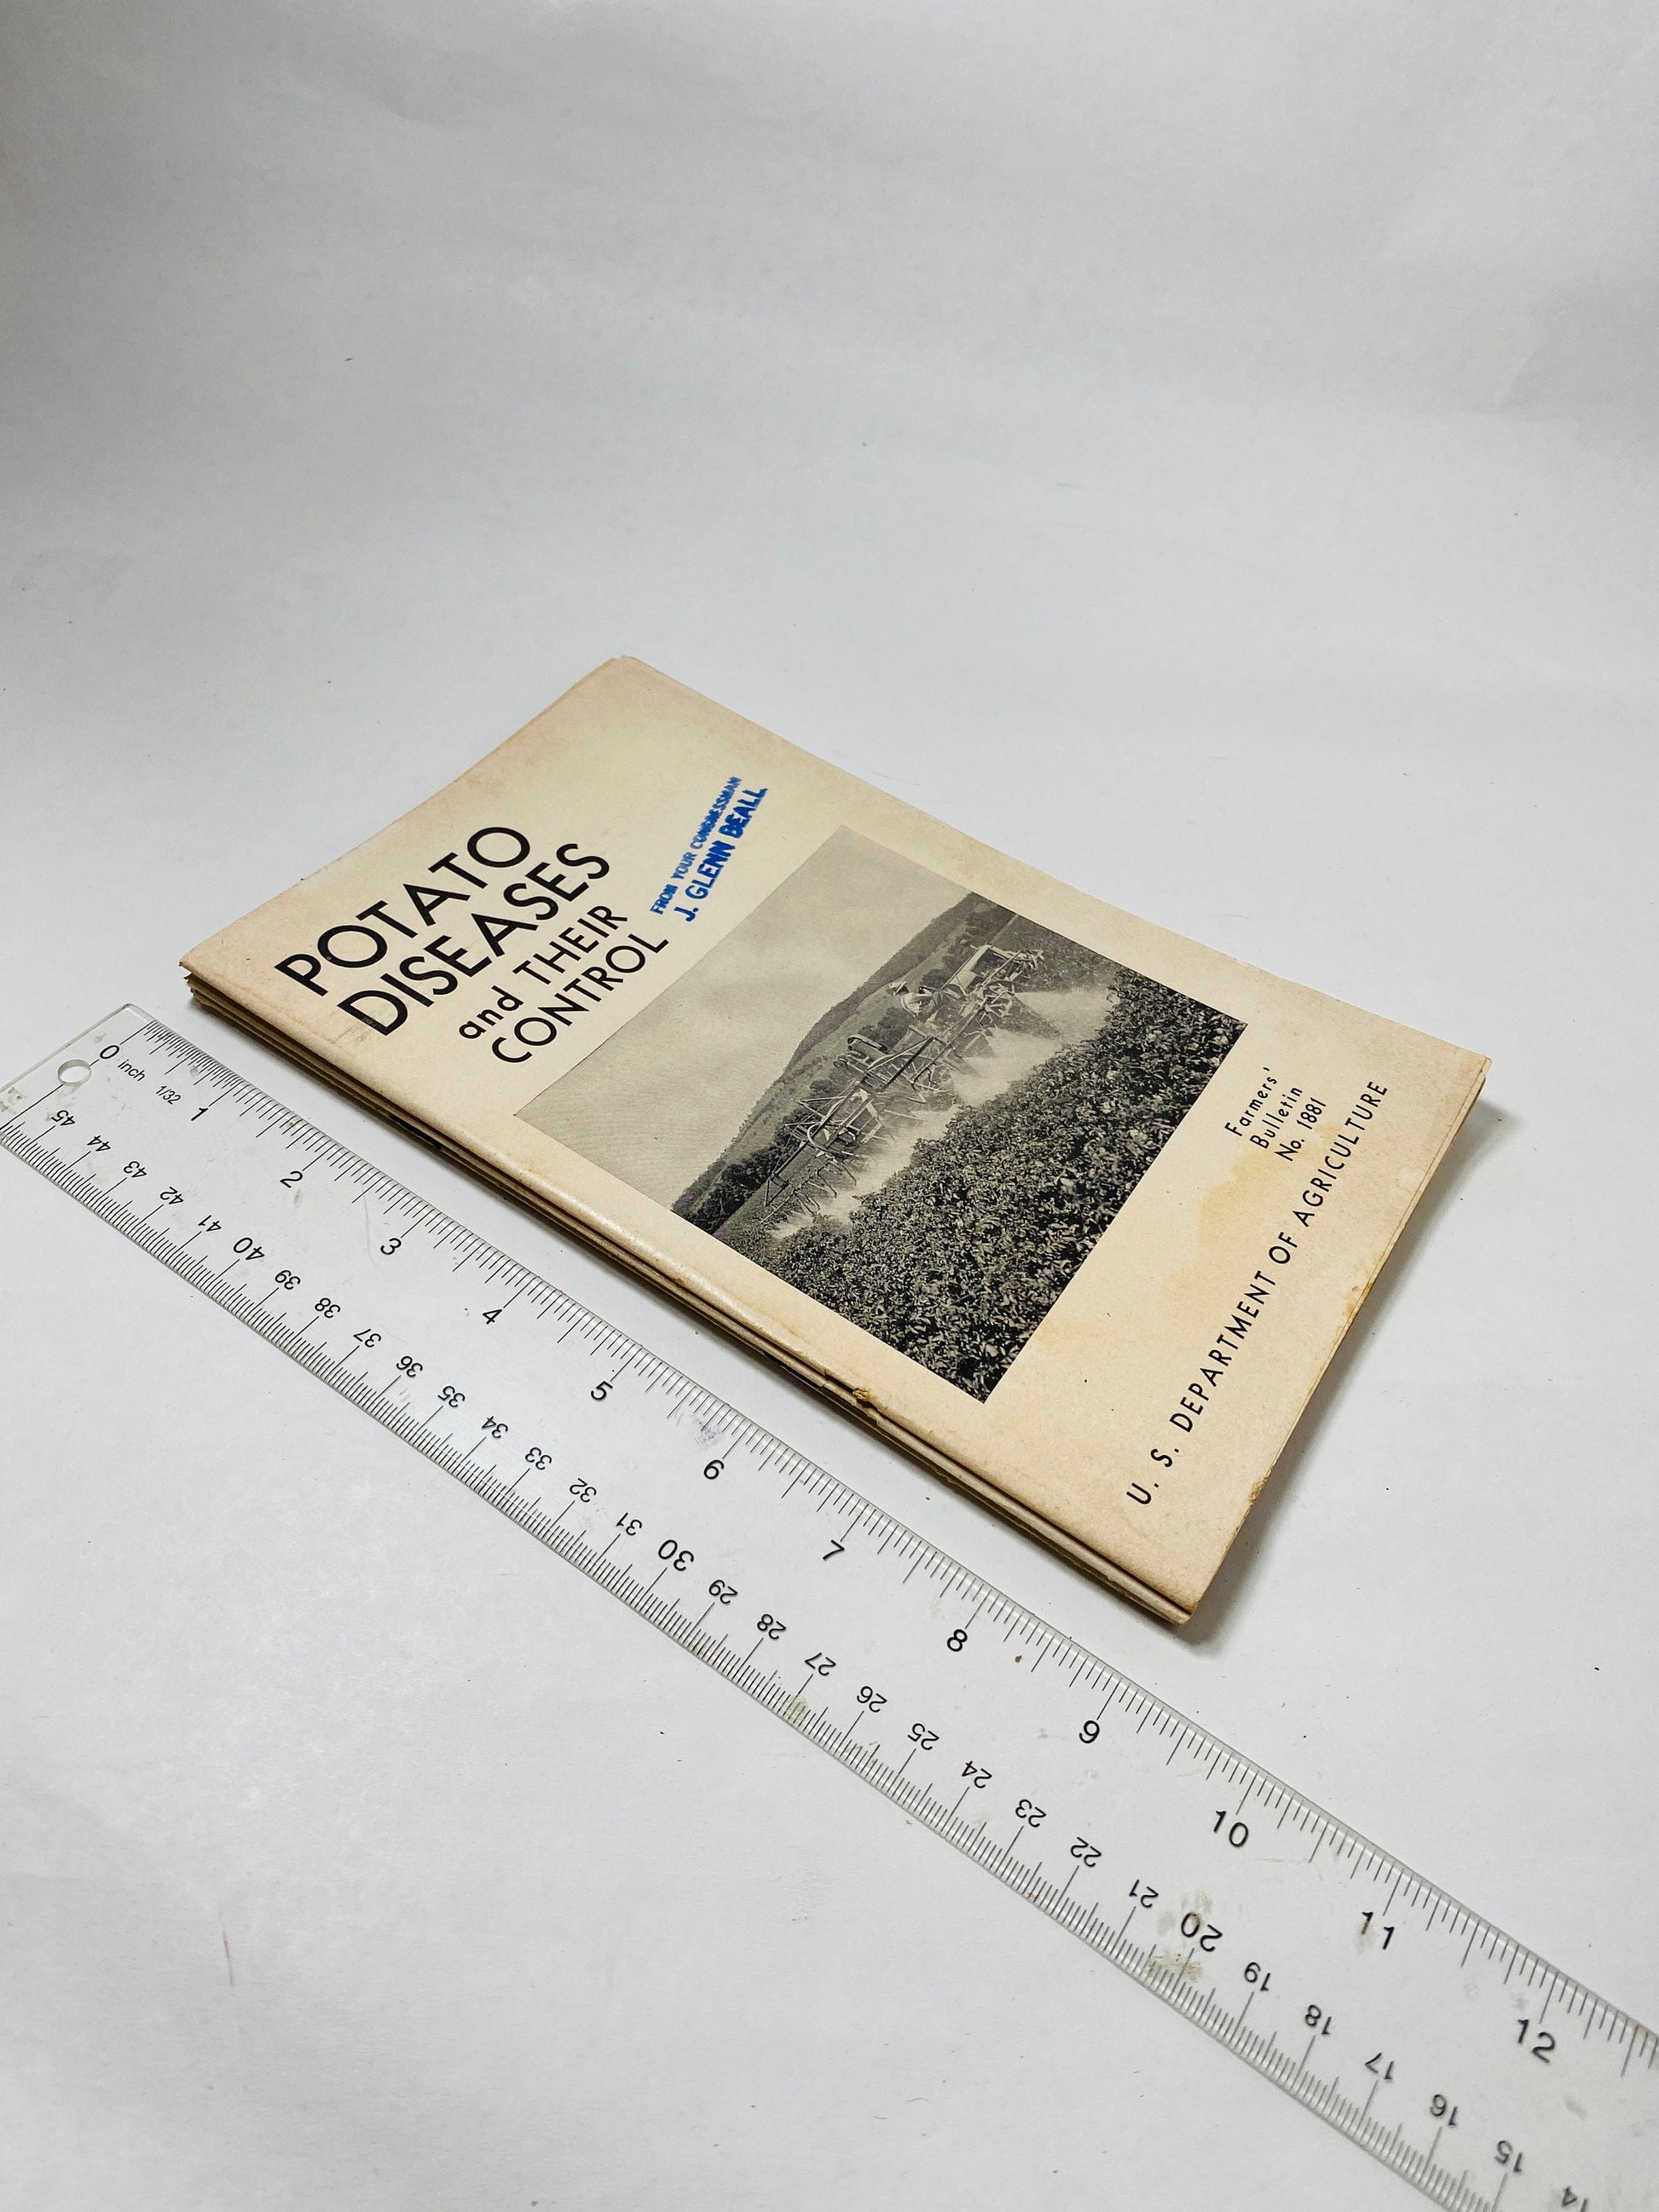 POTATO
DISEASES
and THEIR
CONTROL
FROM YOUR CONGRESSMAN
J. GLENN BEALL
Farmers'
Bulletin
No. 1881
U. S. DEPARTMENT OF AGRICULTURE
0 1 2 3 4 5 6 7 8 9 10 11 12
inch 1/32
45 44 43 42 41 40 39 38 37 36 35 34 33 32 31 30 29 28 27 26 25 24 23 22 21 20 19 18 17 16 15 14